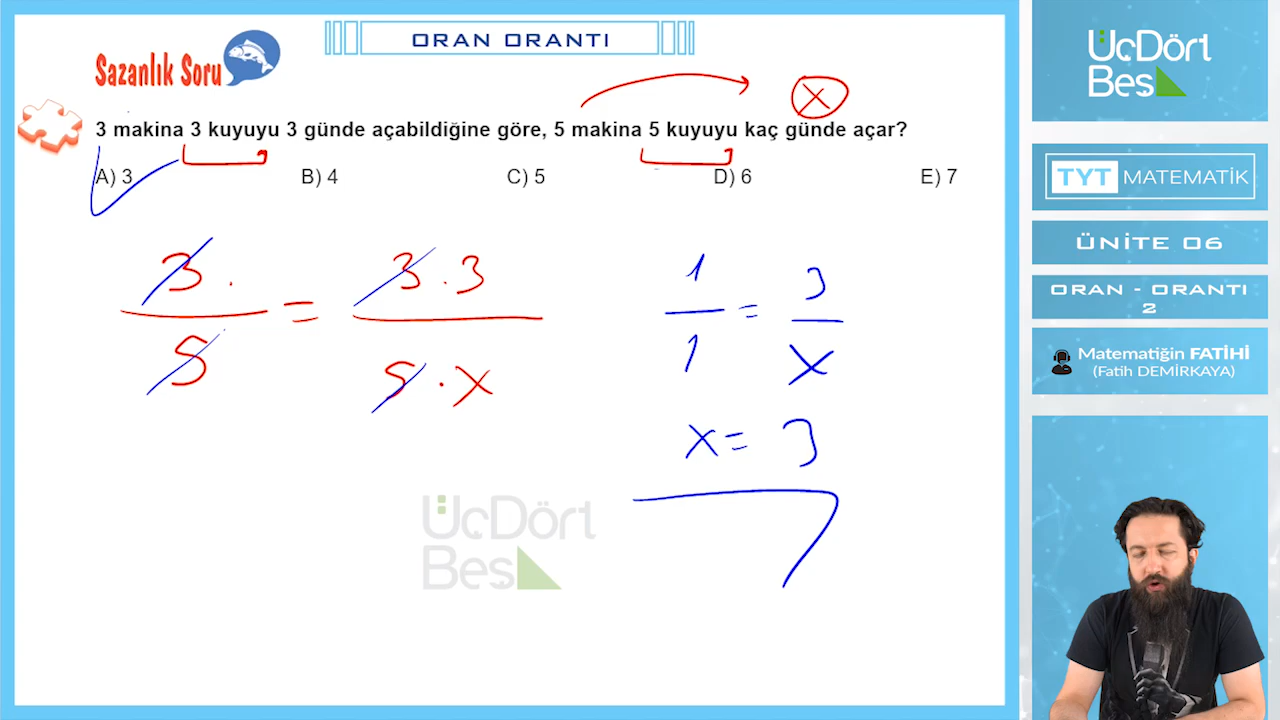 ORAN ORANTI
Sazanlık Soru
X
3 makina 3 kuyuyu 3 günde açabildiğine göre, 5 makina 5 kuyuyu kaç günde açar?
A) 3 B) 4 C) 5 D) 6 E) 7
3 . = 3 . 3
5 5 . x
1 = 3
1 x
x = 3
ÜçDört
Beş
ÜçDört
Beş
TYT MATEMATİK
ÜNİTE 06
ORAN - ORANTI
2
Matematiğin FATİHİ
(Fatih DEMİRKAYA)